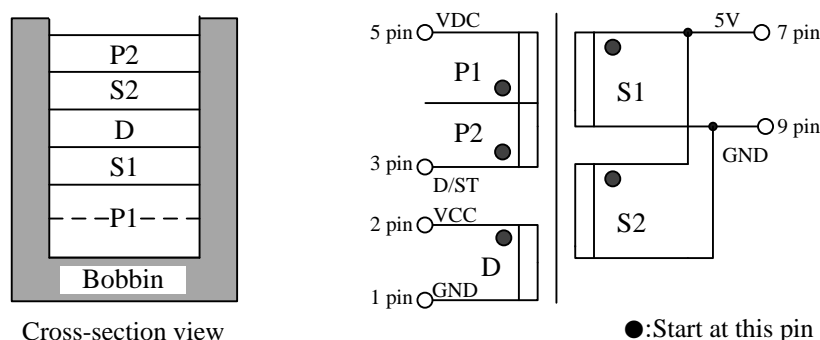 P2
S2
D
S1
P1
Bobbin
Cross-section view
5 pin VDC
P1
P2
3 pin
D/ST
2 pin VCC
D
1 pin GND
5V 7 pin
S1
9 pin
GND
S2
:Start at this pin